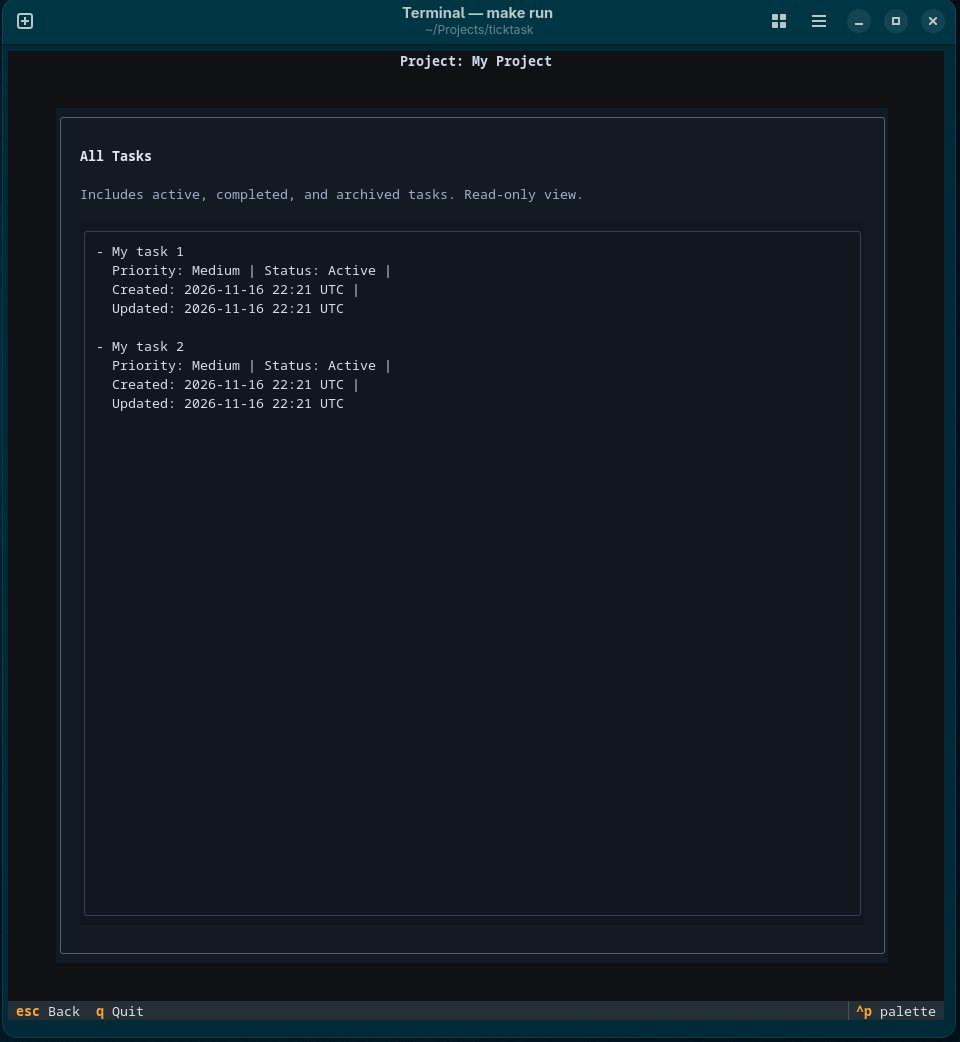 Terminal — make run
~/Projects/ticktask
Project: My Project
All Tasks
Includes active, completed, and archived tasks. Read-only view.
- My task 1
Priority: Medium | Status: Active |
Created: 2026-11-16 22:21 UTC |
Updated: 2026-11-16 22:21 UTC
- My task 2
Priority: Medium | Status: Active |
Created: 2026-11-16 22:21 UTC |
Updated: 2026-11-16 22:21 UTC
esc Back q Quit ^p palette